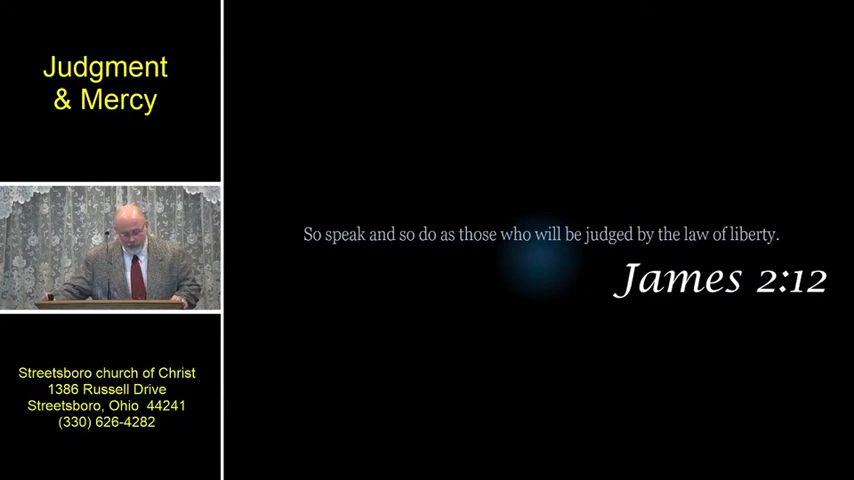 Judgment
& Mercy
So speak and so do as those who will be judged by the law of liberty.
James 2:12
Streetsboro church of Christ
1386 Russell Drive
Streetsboro, Ohio  44241
(330) 626-4282